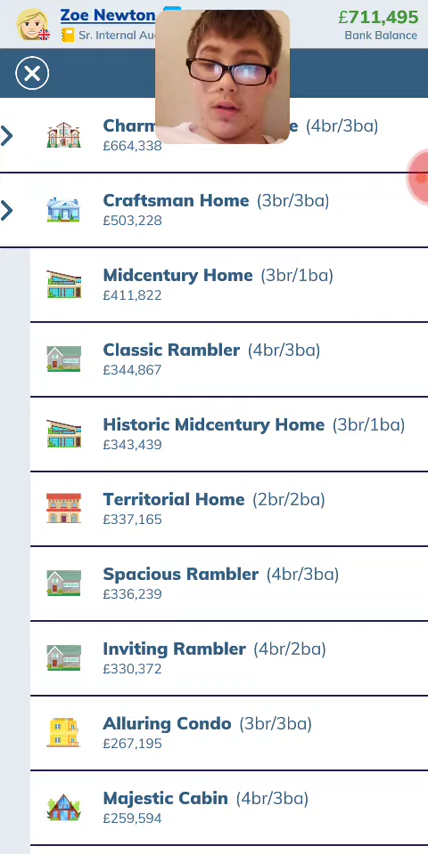 Zoe Newton
£711,495
Sr. Internal Au
Bank Balance
(4br/3ba)
£664,338
Craftsman Home (3br/3ba)
£503,228
Midcentury Home (3br/1ba)
£411,822
Classic Rambler (4br/3ba)
£344,867
Historic Midcentury Home (3br/1ba)
£343,439
Territorial Home (2br/2ba)
£337,165
Spacious Rambler (4br/3ba)
£336,239
Inviting Rambler (4br/2ba)
£330,372
Alluring Condo (3br/3ba)
£267,195
Majestic Cabin (4br/3ba)
£259,594